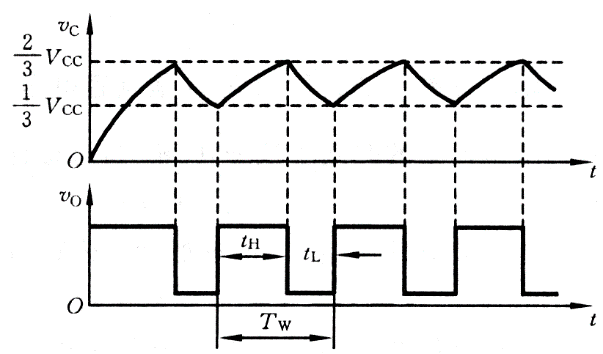 v_C
2/3 V_CC
1/3 V_CC
O
t
v_O
t_H
t_L
O
t
T_W